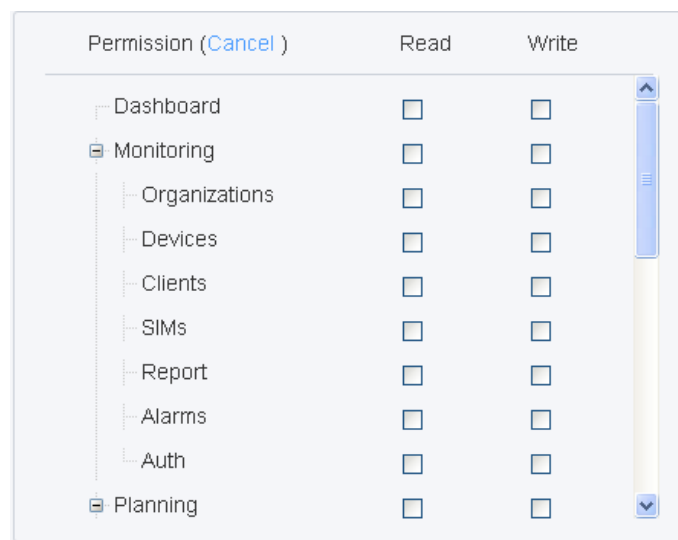 Permission (Cancel ) Read Write
Dashboard
Monitoring
Organizations
Devices
Clients
SIMs
Report
Alarms
Auth
Planning